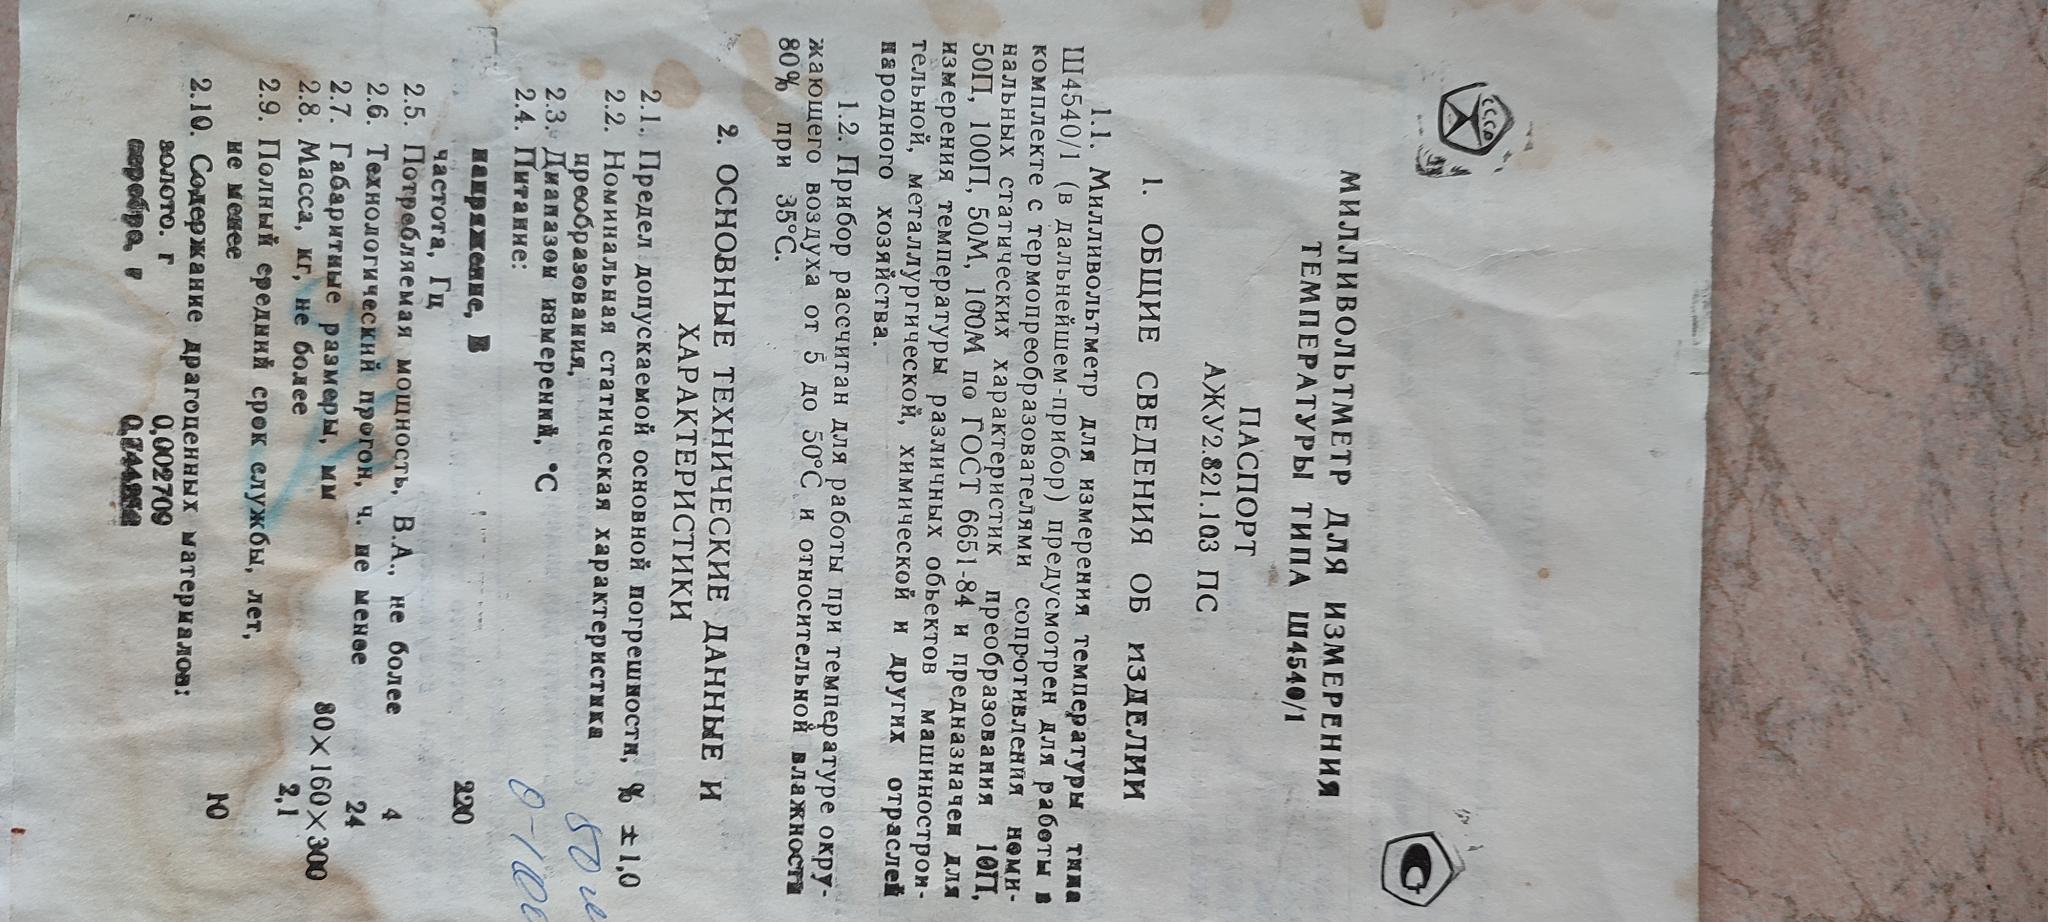 СССР
МИЛЛИВОЛЬТМЕТР ДЛЯ ИЗМЕРЕНИЯ
ТЕМПЕРАТУРЫ ТИПА Ш4540/1
ПАСПОРТ
АЖУ2.821.103 ПС
1. ОБЩИЕ СВЕДЕНИЯ ОБ ИЗДЕЛИИ
1.1. Милливольтметр для измерения температуры типа
Ш4540/1 (в дальнейшем-прибор) предусмотрен для работы в
комплекте с термопреобразователями сопротивления номи-
нальных статических характеристик преобразования 10П,
50П, 100П, 50М, 100М по ГОСТ 6651-84 и предназначен для
измерения температуры различных объектов машинострои-
тельной, металлургической, химической и других отраслей
народного хозяйства.
1.2. Прибор рассчитан для работы при температуре окру-
жающего воздуха от 5 до 50°С и относительной влажности
80% при 35°С.
2. ОСНОВНЫЕ ТЕХНИЧЕСКИЕ ДАННЫЕ И
ХАРАКТЕРИСТИКИ
2.1. Предел допускаемой основной погрешности, % ±1,0
2.2. Номинальная статическая характеристика
преобразования, 50М
2.3. Диапазон измерений, °С 0-100
2.4. Питание:
напряжение, В 220
частота, Гц
2.5. Потребляемая мощность, В.А., не более 4
2.6. Технологический прогон, ч. не менее 24
2.7. Габаритные размеры, мм 80×160×300
2.8. Масса, кг, не более 2,1
2.9. Полный средний срок службы, лет,
не менее 10
2.10. Содержание драгоценных материалов:
золото. г 0,002709
серебро, г